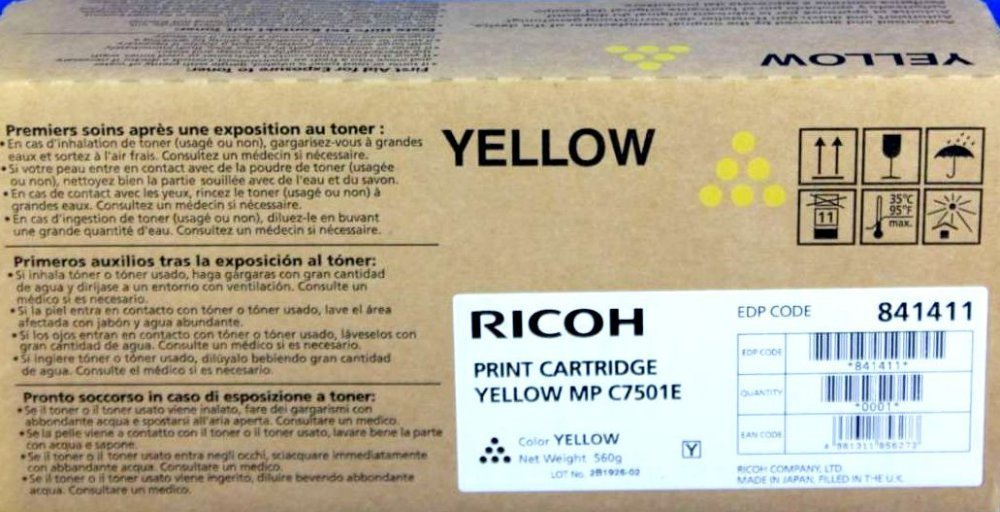 First Aid for Exposure to Toner:
YELLOW
Premiers soins après une exposition au toner :
• En cas d'inhalation de toner (usagé ou non), gargarisez-vous à grandes
eaux et sortez à l'air frais. Consultez un médecin si nécessaire.
• Si votre peau entre en contact avec de la poudre de toner (usagée
ou non), nettoyez bien la partie souillée avec de l'eau et du savon.
• En cas de contact avec les yeux, rincez le toner (usagé ou non) à
grandes eaux. Consultez un médecin si nécessaire.
• En cas d'ingestion de toner (usagé ou non), diluez-le en buvant
une grande quantité d'eau. Consultez un médecin si nécessaire.
Primeros auxilios tras la exposición al tóner:
• Si inhala tóner o tóner usado, haga gárgaras con gran cantidad
de agua y diríjase a un entorno con ventilación. Consulte un
médico si es necesario.
• Si la piel entra en contacto con tóner o tóner usado, lave el área
afectada con jabón y agua abundante.
• Si los ojos entran en contacto con tóner o tóner usado, láveselos con
gran cantidad de agua. Consulte un médico si es necesario.
• Si ingiere tóner o tóner usado, dilúyalo bebiendo gran cantidad
de agua. Consulte el médico si es necesario.
Pronto soccorso in caso di esposizione a toner:
• Se il toner o il toner usato viene inalato, fare dei gargarismi con
abbondante acqua e spostarsi all'aria aperta. Consultare un medico.
• Se la pelle viene a contatto con il toner o il toner usato, lavare bene la parte
con acqua e sapone.
• Se il toner o il toner usato entra negli occhi, sciacquare immediatamente
con abbandante acqua. Consultare un medico.
• Se il toner o il toner usato viene ingerito, diluire bevendo abbondante
acqua. Consultare un medico.
YELLOW
11
35°C
95°F
max.
RICOH
PRINT CARTRIDGE
YELLOW MP C7501E
Color YELLOW
Net Weight 560g
LOT No. 2B1926-02
Y
EDP CODE 841411
EDP CODE
*841411*
QUANTITY
*0001*
EAN CODE
4 961311 856272
RICOH COMPANY, LTD.
MADE IN JAPAN, FILLED IN THE U.K.